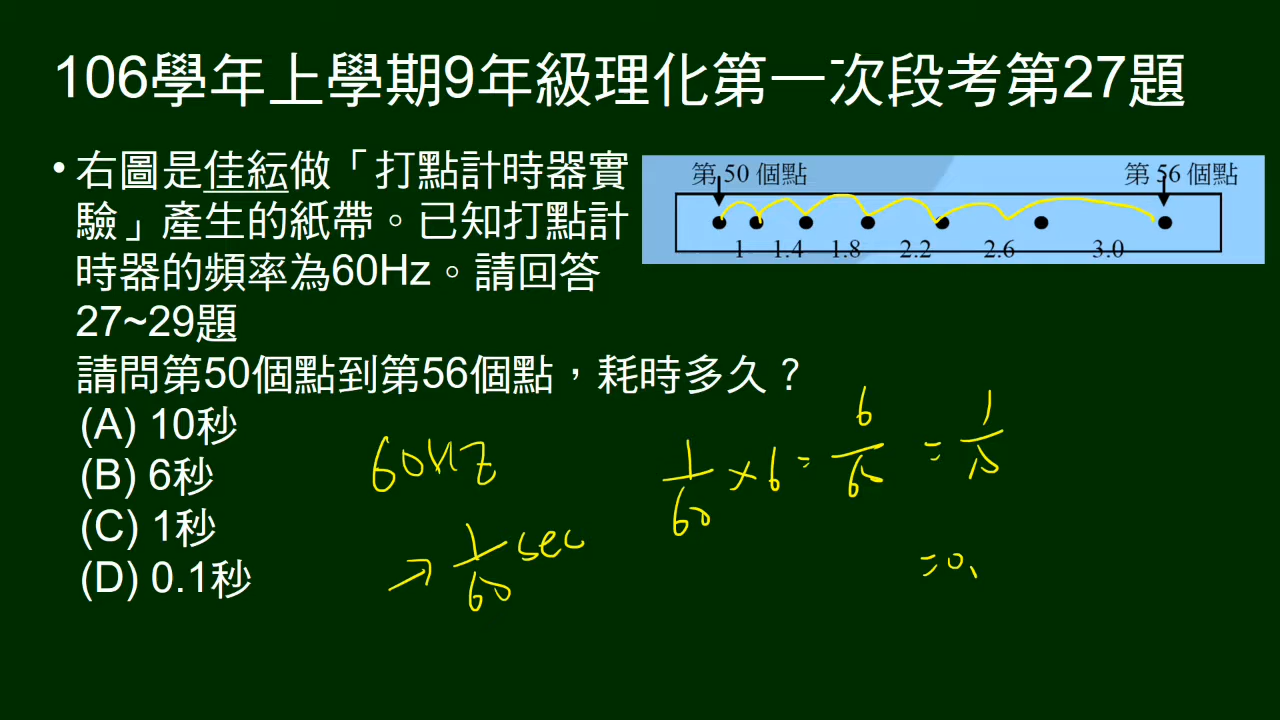 106學年上學期9年級理化第一次段考第27題
• 右圖是佳紜做「打點計時器實
驗」產生的紙帶。已知打點計
時器的頻率為60Hz。請回答
27~29題
請問第50個點到第56個點，耗時多久？
(A) 10秒
(B) 6秒
(C) 1秒
(D) 0.1秒
第 50 個點 第 56 個點
1 1.4 1.8 2.2 2.6 3.0
60Hz
→ 1/60 sec
1/60 × 6 = 6/60 = 1/10
= 0.